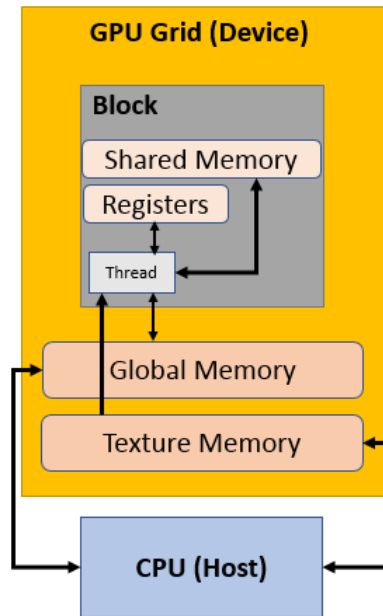 GPU Grid (Device)
Block
Shared Memory
Registers
Thread
Global Memory
Texture Memory
CPU (Host)